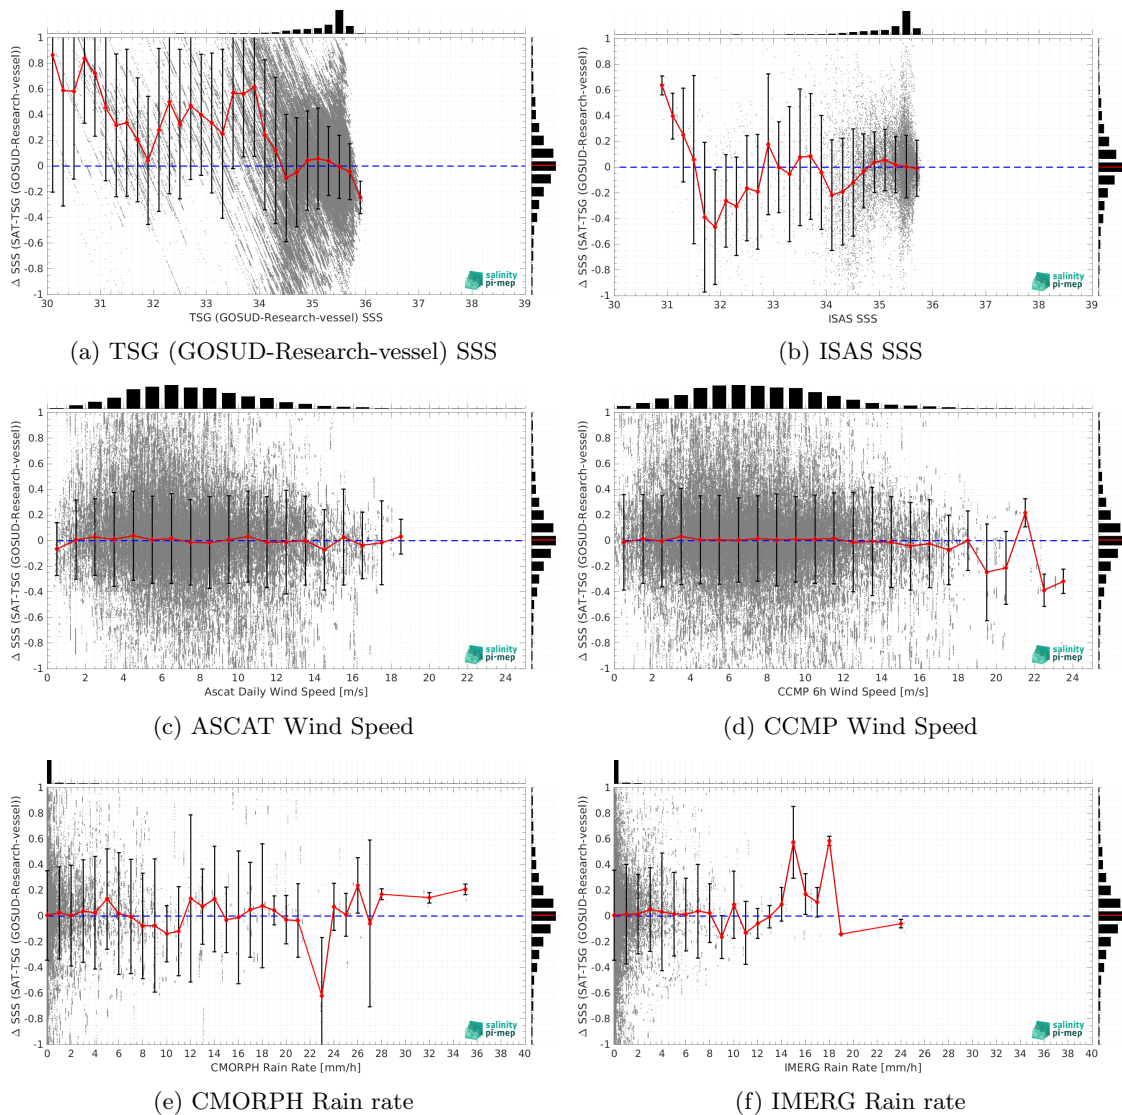 Δ SSS (SAT-TSG (GOSUD-Research-vessel))
1
0.8
0.6
0.4
0.2
0
-0.2
-0.4
-0.6
-0.8
-1
30 31 32 33 34 35 36 37 38 39
TSG (GOSUD-Research-vessel) SSS
salinity
pi-mep
(a) TSG (GOSUD-Research-vessel) SSS
Δ SSS (SAT-TSG (GOSUD-Research-vessel))
1
0.8
0.6
0.4
0.2
0
-0.2
-0.4
-0.6
-0.8
-1
30 31 32 33 34 35 36 37 38 39
ISAS SSS
salinity
pi-mep
(b) ISAS SSS
Δ SSS (SAT-TSG (GOSUD-Research-vessel))
1
0.8
0.6
0.4
0.2
0
-0.2
-0.4
-0.6
-0.8
-1
0 2 4 6 8 10 12 14 16 18 20 22 24
Ascat Daily Wind Speed [m/s]
salinity
pi-mep
(c) ASCAT Wind Speed
Δ SSS (SAT-TSG (GOSUD-Research-vessel))
1
0.8
0.6
0.4
0.2
0
-0.2
-0.4
-0.6
-0.8
-1
0 2 4 6 8 10 12 14 16 18 20 22 24
CCMP 6h Wind Speed [m/s]
salinity
pi-mep
(d) CCMP Wind Speed
Δ SSS (SAT-TSG (GOSUD-Research-vessel))
1
0.8
0.6
0.4
0.2
0
-0.2
-0.4
-0.6
-0.8
-1
0 2 4 6 8 10 12 14 16 18 20 22 24 26 28 30 32 34 36 38 40
CMORPH Rain Rate [mm/h]
salinity
pi-mep
(e) CMORPH Rain rate
Δ SSS (SAT-TSG (GOSUD-Research-vessel))
1
0.8
0.6
0.4
0.2
0
-0.2
-0.4
-0.6
-0.8
-1
0 2 4 6 8 10 12 14 16 18 20 22 24 26 28 30 32 34 36 38 40
IMERG Rain Rate [mm/h]
salinity
pi-mep
(f) IMERG Rain rate